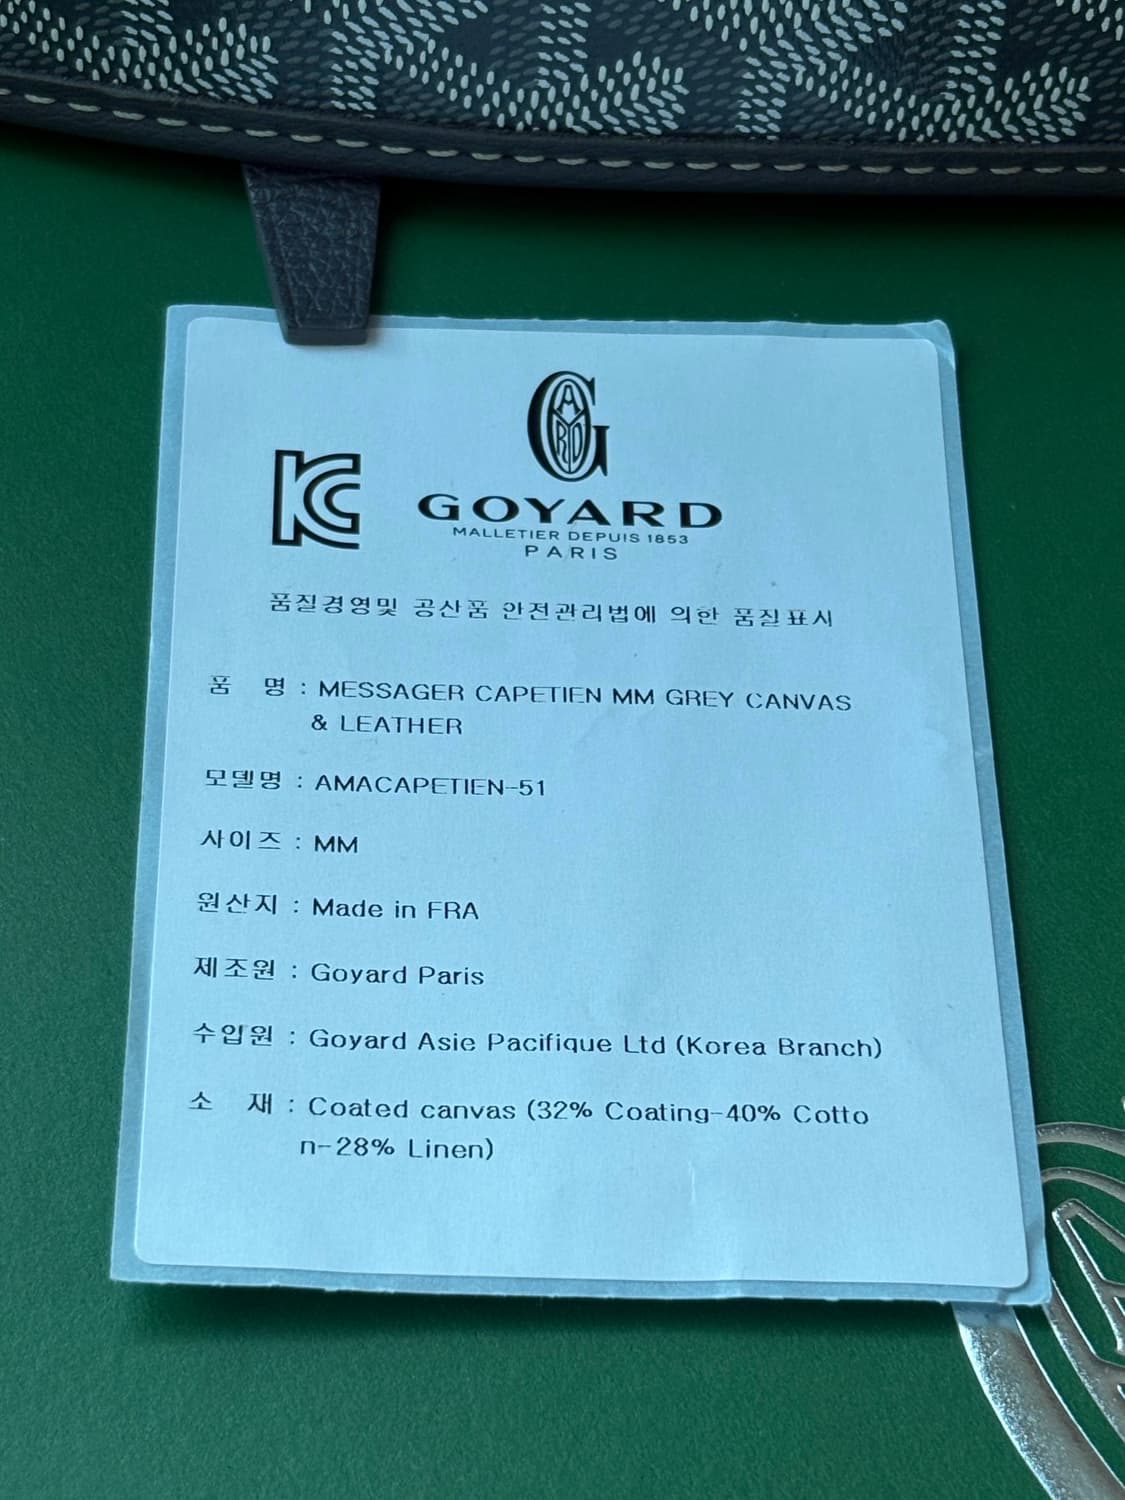 KC
GOYARD
MALLETIER DEPUIS 1853
PARIS
품질경영및 공산품 안전관리법에 의한 품질표시
품 명 : MESSAGER CAPETIEN MM GREY CANVAS
& LEATHER
모델명 : AMACAPETIEN-51
사이즈 : MM
원산지 : Made in FRA
제조원 : Goyard Paris
수입원 : Goyard Asie Pacifique Ltd (Korea Branch)
소 재 : Coated canvas (32% Coating-40% Cotto
n-28% Linen)